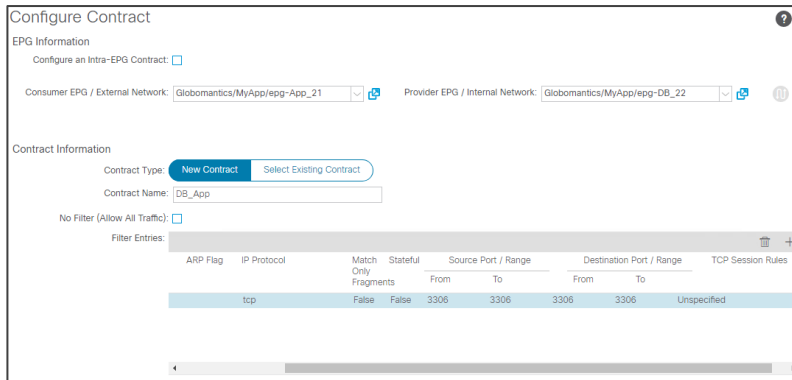 Configure Contract
?
EPG Information
Configure an Intra-EPG Contract:
Consumer EPG / External Network: Globomantics/MyApp/epg-App_21
Provider EPG / Internal Network: Globomantics/MyApp/epg-DB_22
Contract Information
Contract Type: New Contract Select Existing Contract
Contract Name: DB_App
No Filter (Allow All Traffic):
Filter Entries:
ARP Flag IP Protocol Match Only Fragments Stateful Source Port / Range Destination Port / Range TCP Session Rules
From To From To
tcp False False 3306 3306 3306 3306 Unspecified